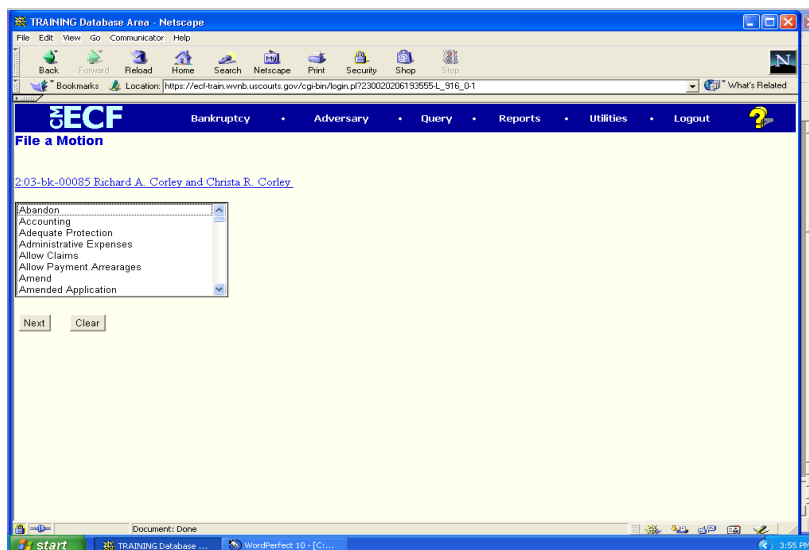 TRAINING Database Area - Netscape
File Edit View Go Communicator Help
Back Forward Reload Home Search Netscape Print Security Shop Stop
Bookmarks Location: https://ecf-train.wvnb.uscourts.gov/cgi-bin/login.pl?230020206193555-L_916_0-1 What's Related
CM ECF Bankruptcy • Adversary • Query • Reports • Utilities • Logout ?
File a Motion
2:03-bk-00085 Richard A. Corley and Christa R. Corley
Abandon
Accounting
Adequate Protection
Administrative Expenses
Allow Claims
Allow Payment Arrearages
Amend
Amended Application
Next Clear
Document: Done
start TRAINING Database ... WordPerfect 10 - [C:... 3:55 PM